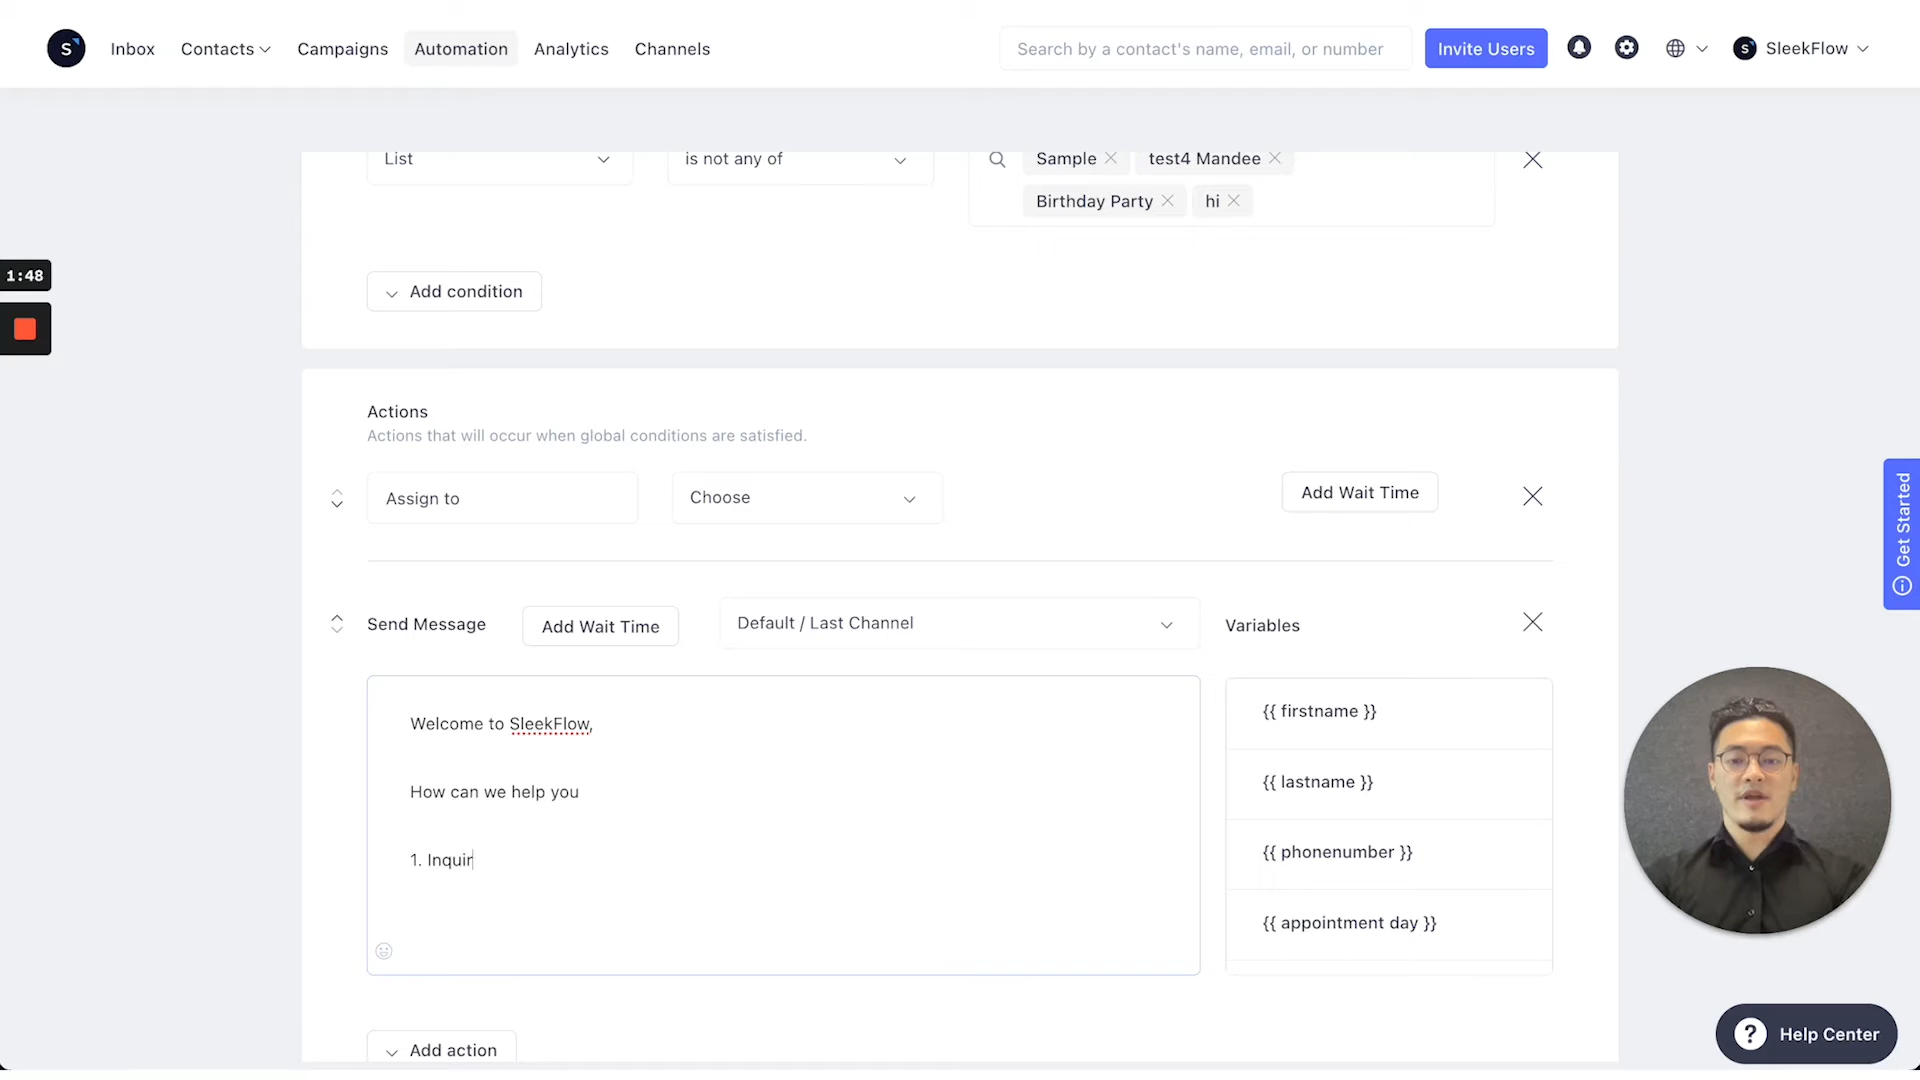 S Inbox Contacts Campaigns Automation Analytics Channels Search by a contact's name, email, or number Invite Users S SleekFlow
List is not any of Sample test4 Mandee
Birthday Party hi
1:48
Add condition
Actions
Actions that will occur when global conditions are satisfied.
Assign to Choose Add Wait Time
Get Started
Send Message Add Wait Time Default / Last Channel Variables
Welcome to SleekFlow,
{{ firstname }}
How can we help you
{{ lastname }}
1. Inquir
{{ phonenumber }}
{{ appointment day }}
Add action
? Help Center